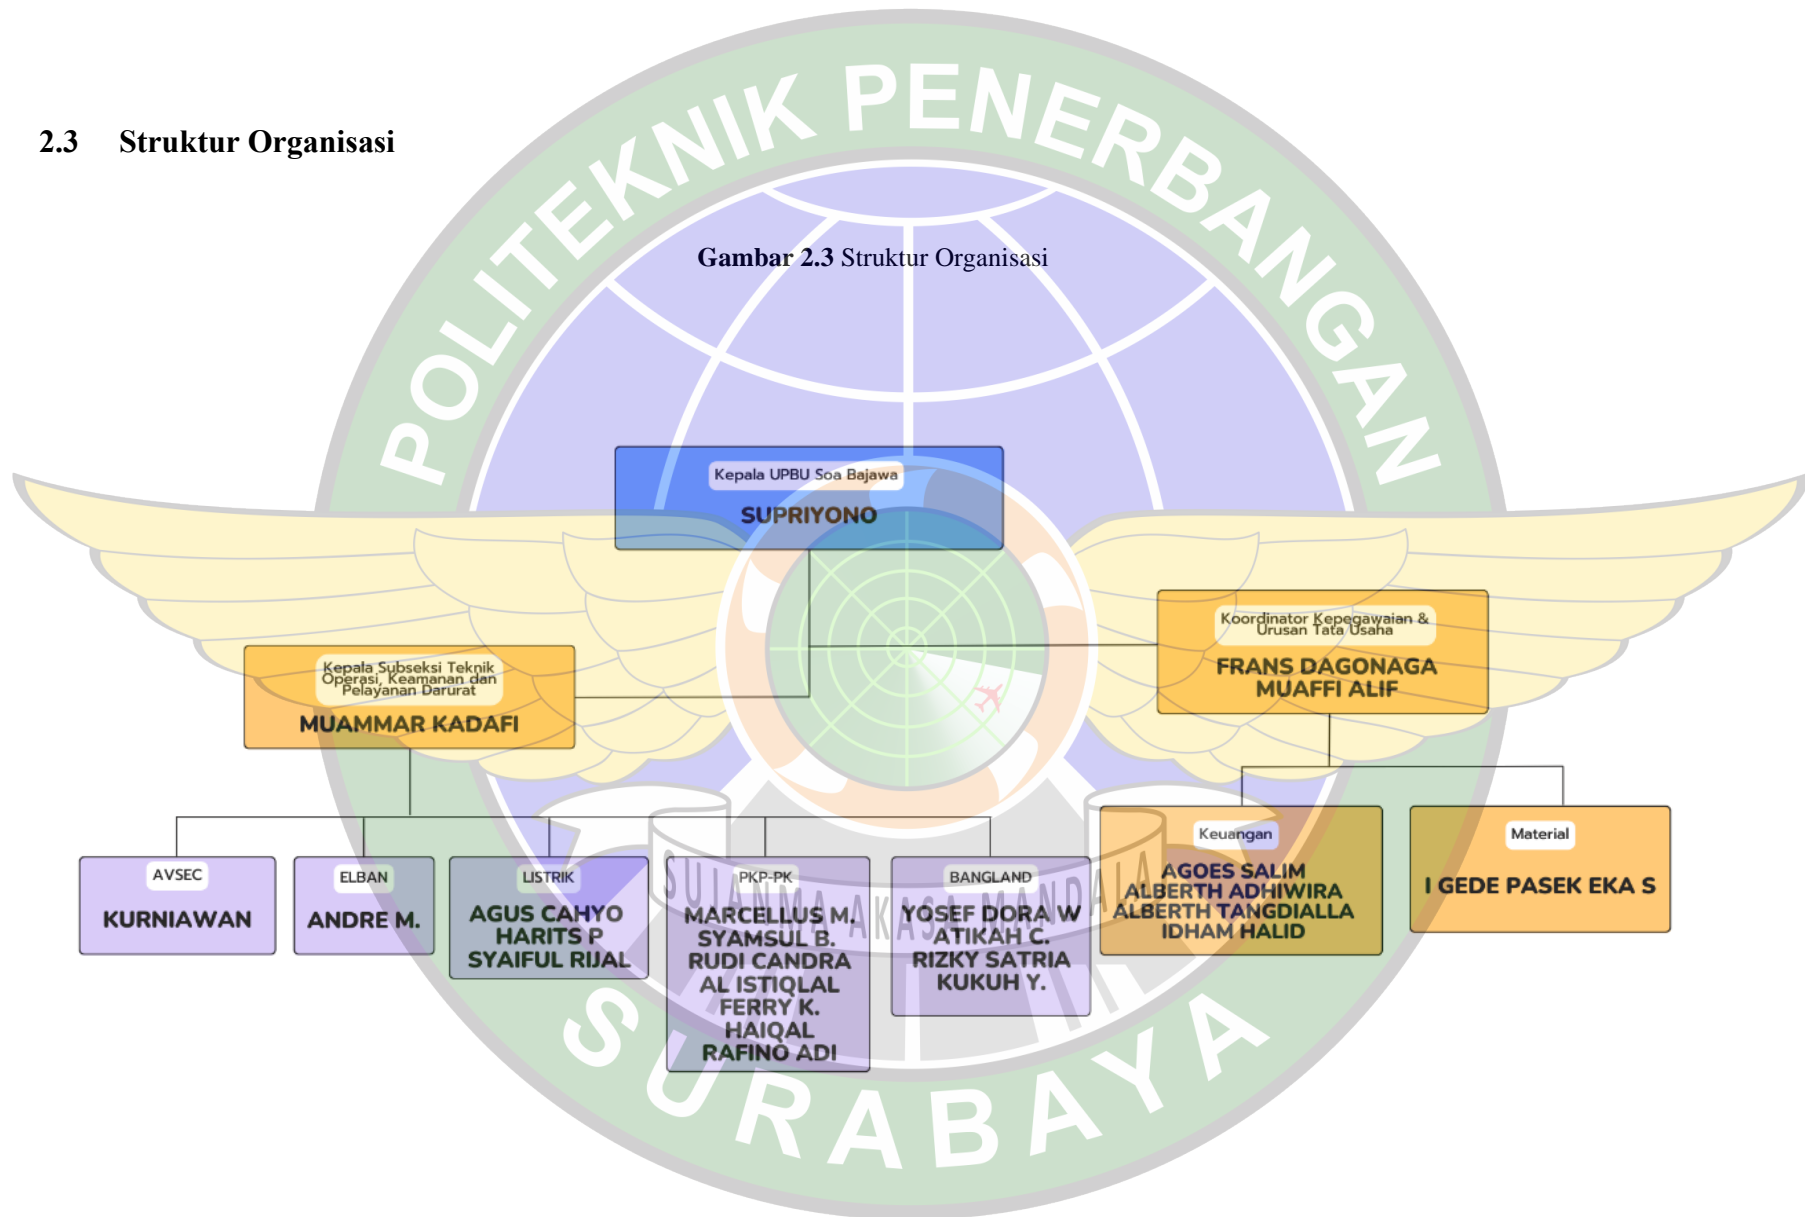 2.3 Struktur Organisasi
Gambar 2.3 Struktur Organisasi
POLITEKNIK PENERBANGAN
Kepala UPBU Soa Bajawa
SUPRIYONO
Koordinator Kepegawaian &
Urusan Tata Usaha
FRANS DAGONAGA
MUAFFI ALIF
Kepala Subseksi Teknik
Operasi, Keamanan dan
Pelayanan Darurat
MUAMMAR KADAFI
AVSEC
KURNIAWAN
ELBAN
ANDRE M.
LISTRIK
AGUS CAHYO
HARITS P
SYAIFUL RIJAL
PKP-PK
MARCELLUS M.
SYAMSUL B.
RUDI CANDRA
AL ISTIQLAL
FERRY K.
HAIQAL
RAFINO ADI
BANGLAND
YOSEF DORA W
ATIKAH C.
RIZKY SATRIA
KUKUH Y.
Keuangan
AGOES SALIM
ALBERTH ADHIWIRA
ALBERTH TANGDIALLA
IDHAM HALID
Material
I GEDE PASEK EKA S
SUJANMA AKASA MANDALA
SURABAYA